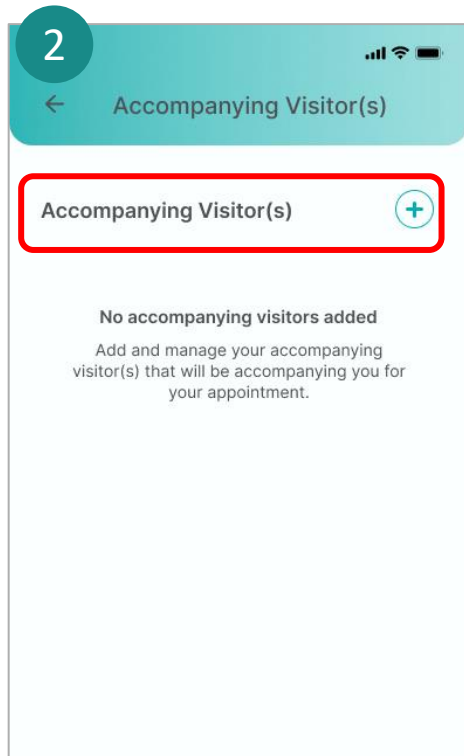 2
Accompanying Visitor(s)
Accompanying Visitor(s)
No accompanying visitors added
Add and manage your accompanying
visitor(s) that will be accompanying you for
your appointment.